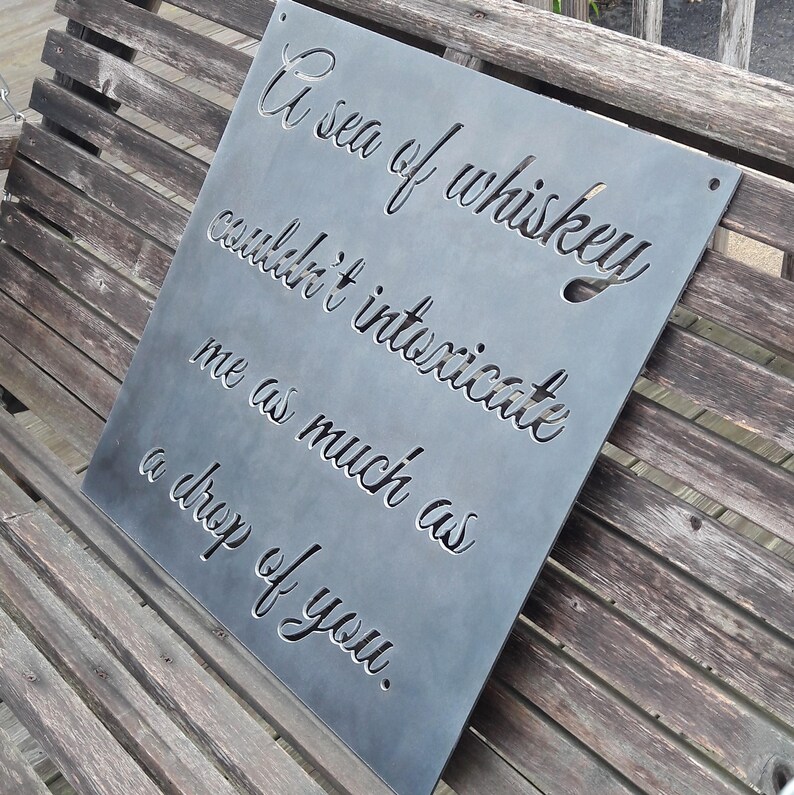 A sea of whiskey
couldn't intoxicate
me as much as
a drop of you.